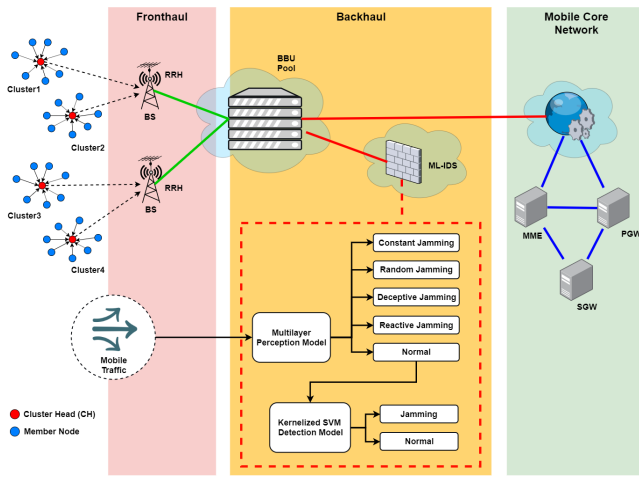 Fronthaul
Backhaul
Mobile Core
Network
BBU
Pool
RRH
BS
Cluster1
Cluster2
ML-IDS
RRH
BS
Cluster3
Cluster4
MME
PGW
SGW
Constant Jamming
Random Jamming
Deceptive Jamming
Reactive Jamming
Normal
Multilayer
Perception Model
Mobile
Traffic
Kernelized SVM
Detection Model
Jamming
Normal
Cluster Head (CH)
Member Node